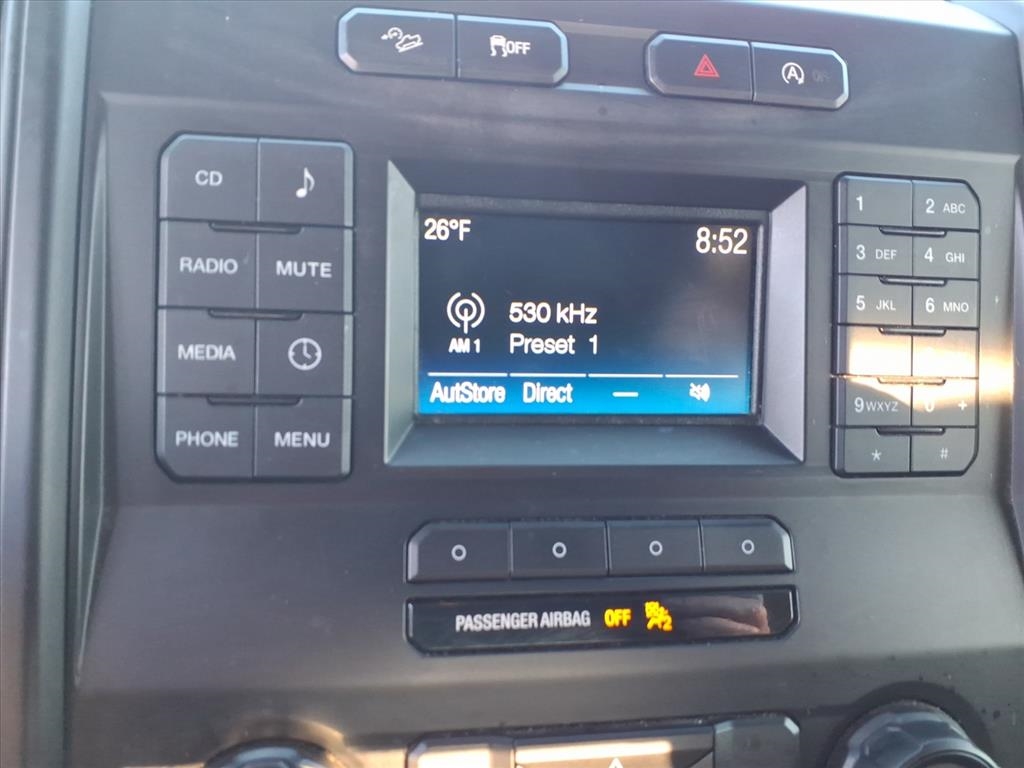 OFF
CD
RADIO MUTE
MEDIA
PHONE MENU
26°F 8:52
530 kHz
AM 1 Preset 1
AutStore Direct —
1 2 ABC
3 DEF 4 GHI
5 JKL 6 MNO
9 WXYZ 0 +
* #
PASSENGER AIRBAG OFF